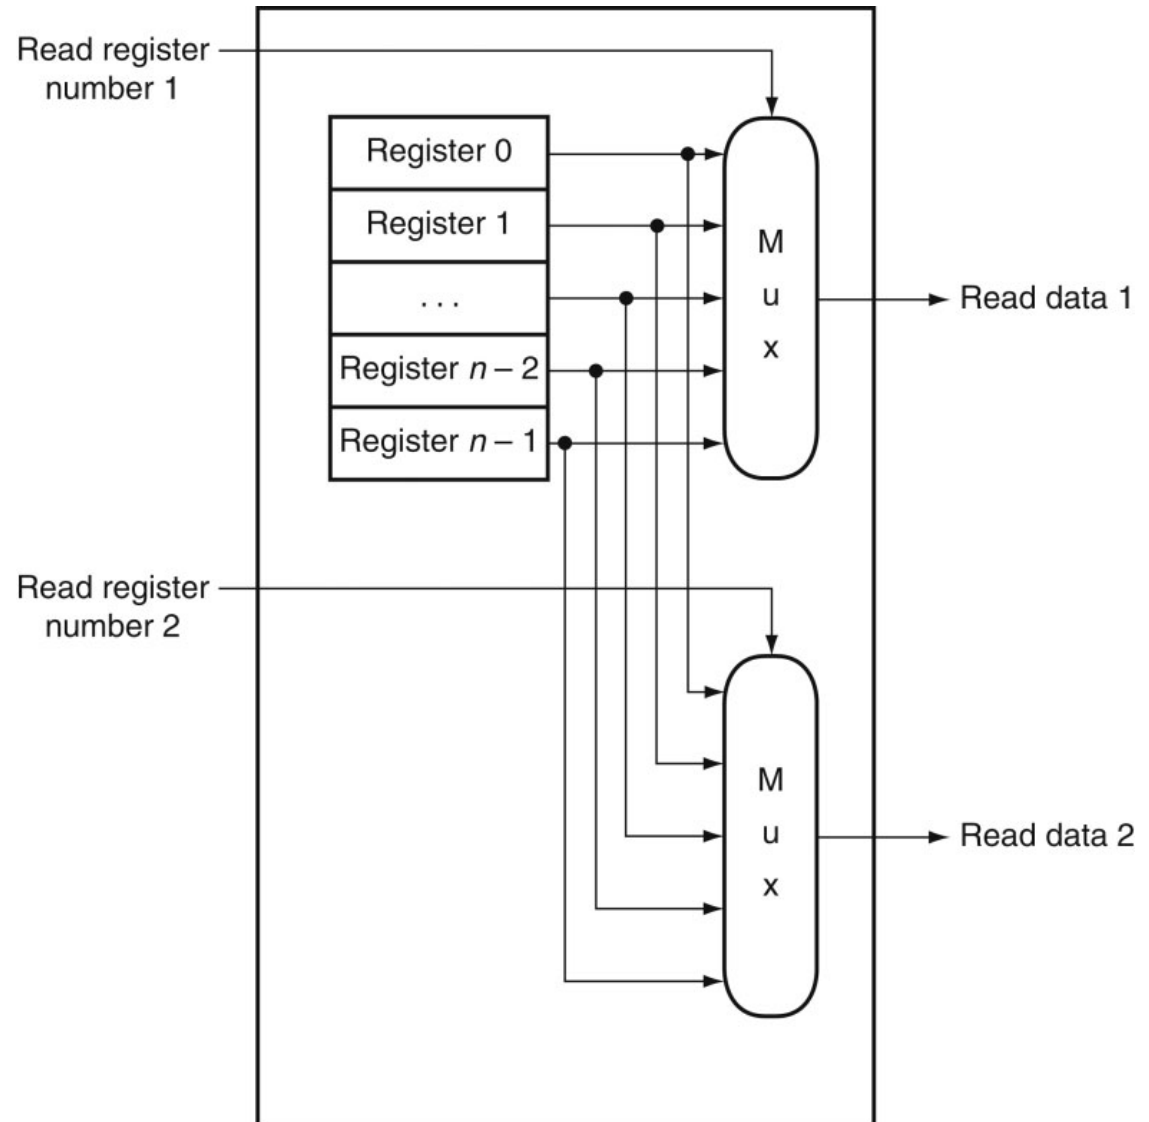 Read register
number 1
Register 0
Register 1
. . .
Register n – 2
Register n – 1
M
u
x
Read data 1
Read register
number 2
M
u
x
Read data 2